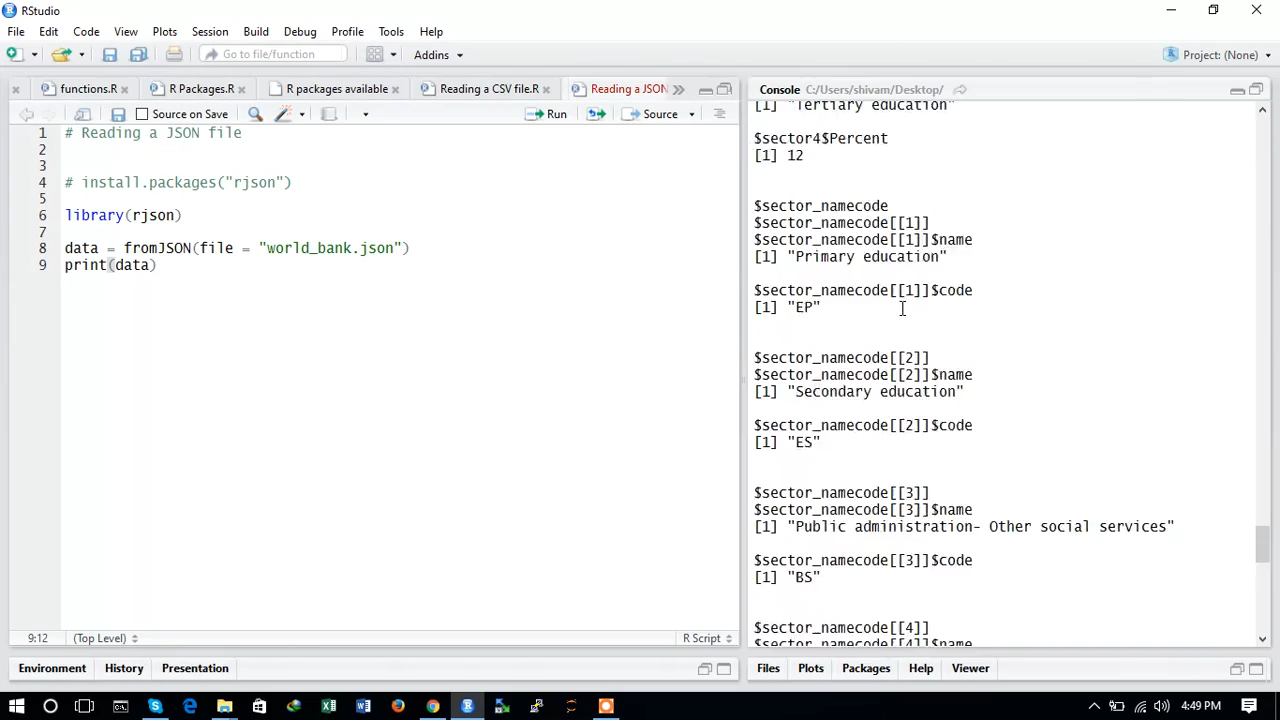 RStudio
File Edit Code View Plots Session Build Debug Profile Tools Help
Go to file/function Addins Project: (None)
functions.R R Packages.R R packages available Reading a CSV file.R Reading a JSON
Source on Save Run Source
1 # Reading a JSON file
2
3
4 # install.packages("rjson")
5
6 library(rjson)
7
8 data = fromJSON(file = "world_bank.json")
9 print(data)
9:12 (Top Level) R Script
Environment History Presentation
Console C:/Users/shivam/Desktop/
[1] "Tertiary education"
$sector4$Percent
[1] 12
$sector_namecode
$sector_namecode[[1]]
$sector_namecode[[1]]$name
[1] "Primary education"
$sector_namecode[[1]]$code
[1] "EP"
$sector_namecode[[2]]
$sector_namecode[[2]]$name
[1] "Secondary education"
$sector_namecode[[2]]$code
[1] "ES"
$sector_namecode[[3]]
$sector_namecode[[3]]$name
[1] "Public administration- Other social services"
$sector_namecode[[3]]$code
[1] "BS"
$sector_namecode[[4]]
$sector_namecode[[4]]$name
Files Plots Packages Help Viewer
4:49 PM